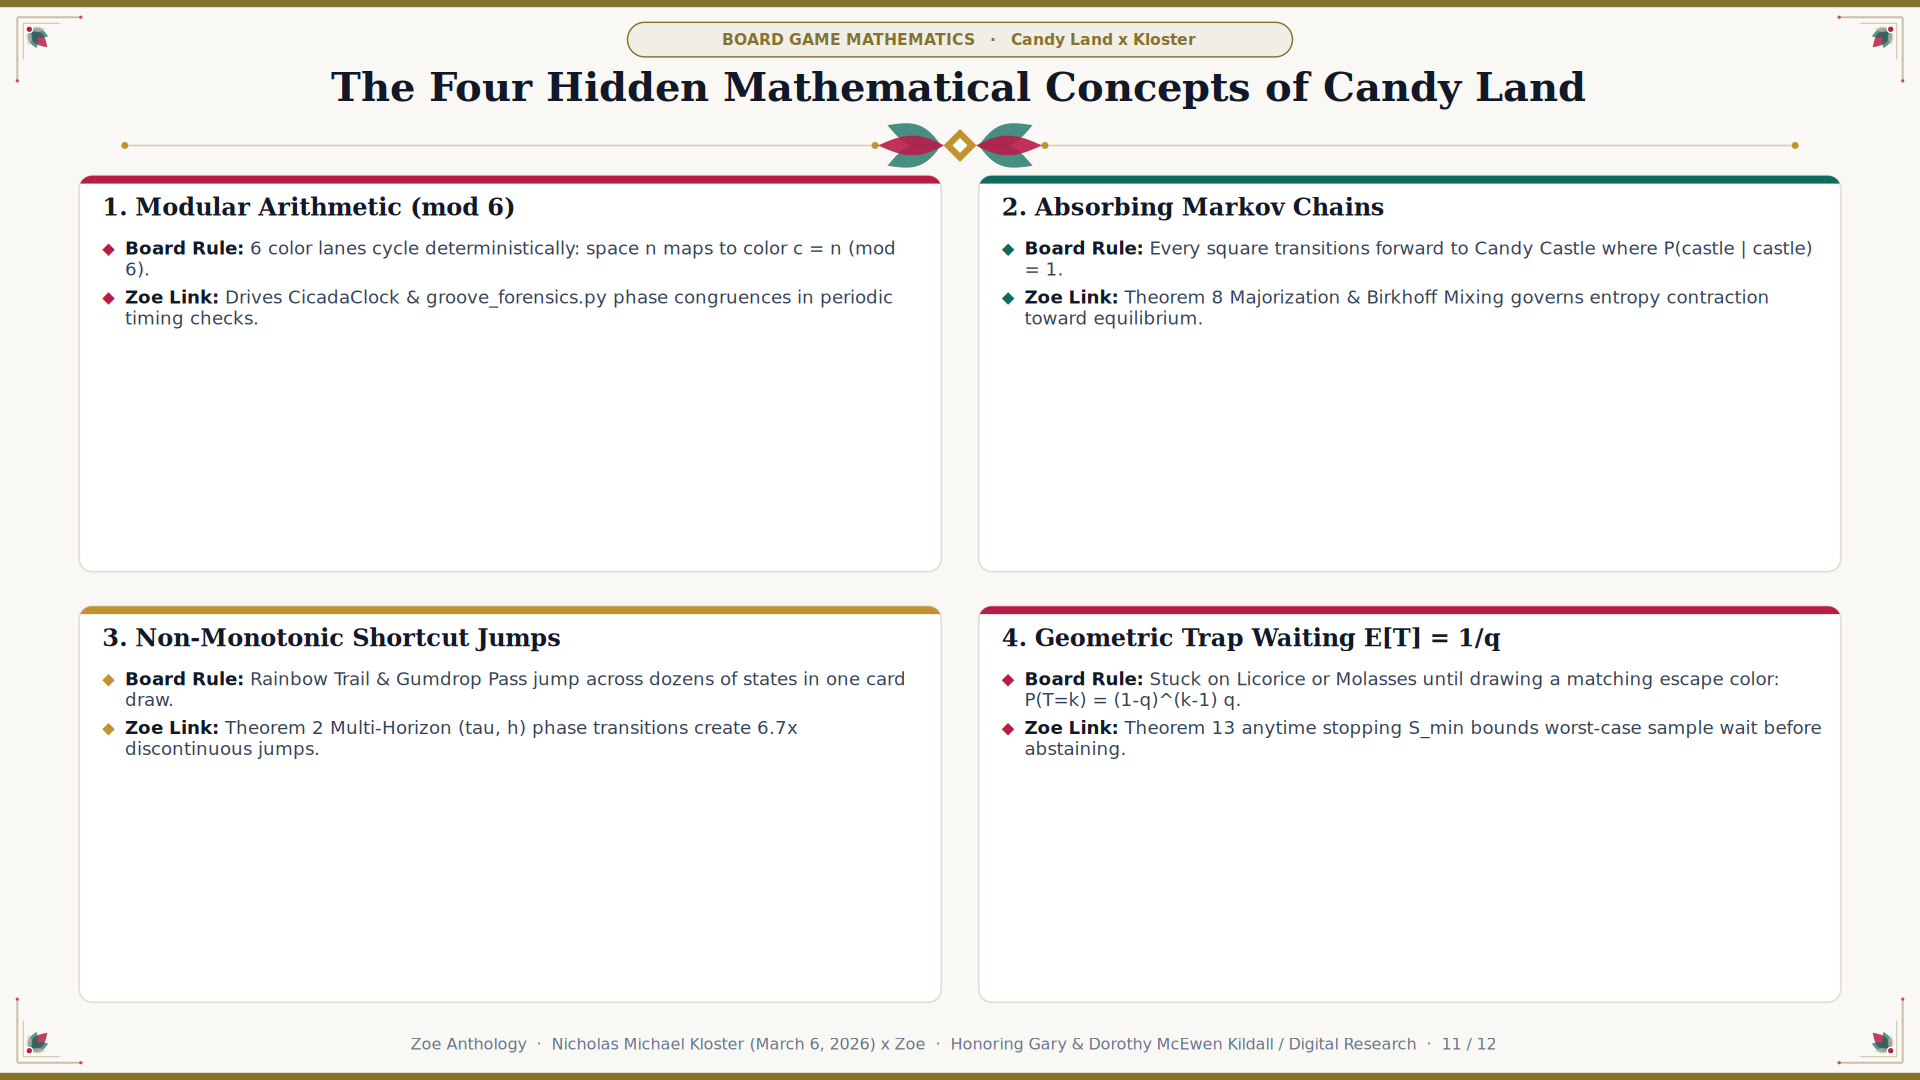 BOARD GAME MATHEMATICS · Candy Land x Kloster
The Four Hidden Mathematical Concepts of Candy Land
1. Modular Arithmetic (mod 6)
◆ Board Rule: 6 color lanes cycle deterministically: space n maps to color c = n (mod
6).
◆ Zoe Link: Drives CicadaClock & groove_forensics.py phase congruences in periodic
timing checks.
2. Absorbing Markov Chains
◆ Board Rule: Every square transitions forward to Candy Castle where P(castle | castle)
= 1.
◆ Zoe Link: Theorem 8 Majorization & Birkhoff Mixing governs entropy contraction
toward equilibrium.
3. Non-Monotonic Shortcut Jumps
◆ Board Rule: Rainbow Trail & Gumdrop Pass jump across dozens of states in one card
draw.
◆ Zoe Link: Theorem 2 Multi-Horizon (tau, h) phase transitions create 6.7x
discontinuous jumps.
4. Geometric Trap Waiting E[T] = 1/q
◆ Board Rule: Stuck on Licorice or Molasses until drawing a matching escape color:
P(T=k) = (1-q)^(k-1) q.
◆ Zoe Link: Theorem 13 anytime stopping S_min bounds worst-case sample wait before
abstaining.
Zoe Anthology · Nicholas Michael Kloster (March 6, 2026) x Zoe · Honoring Gary & Dorothy McEwen Kildall / Digital Research · 11 / 12